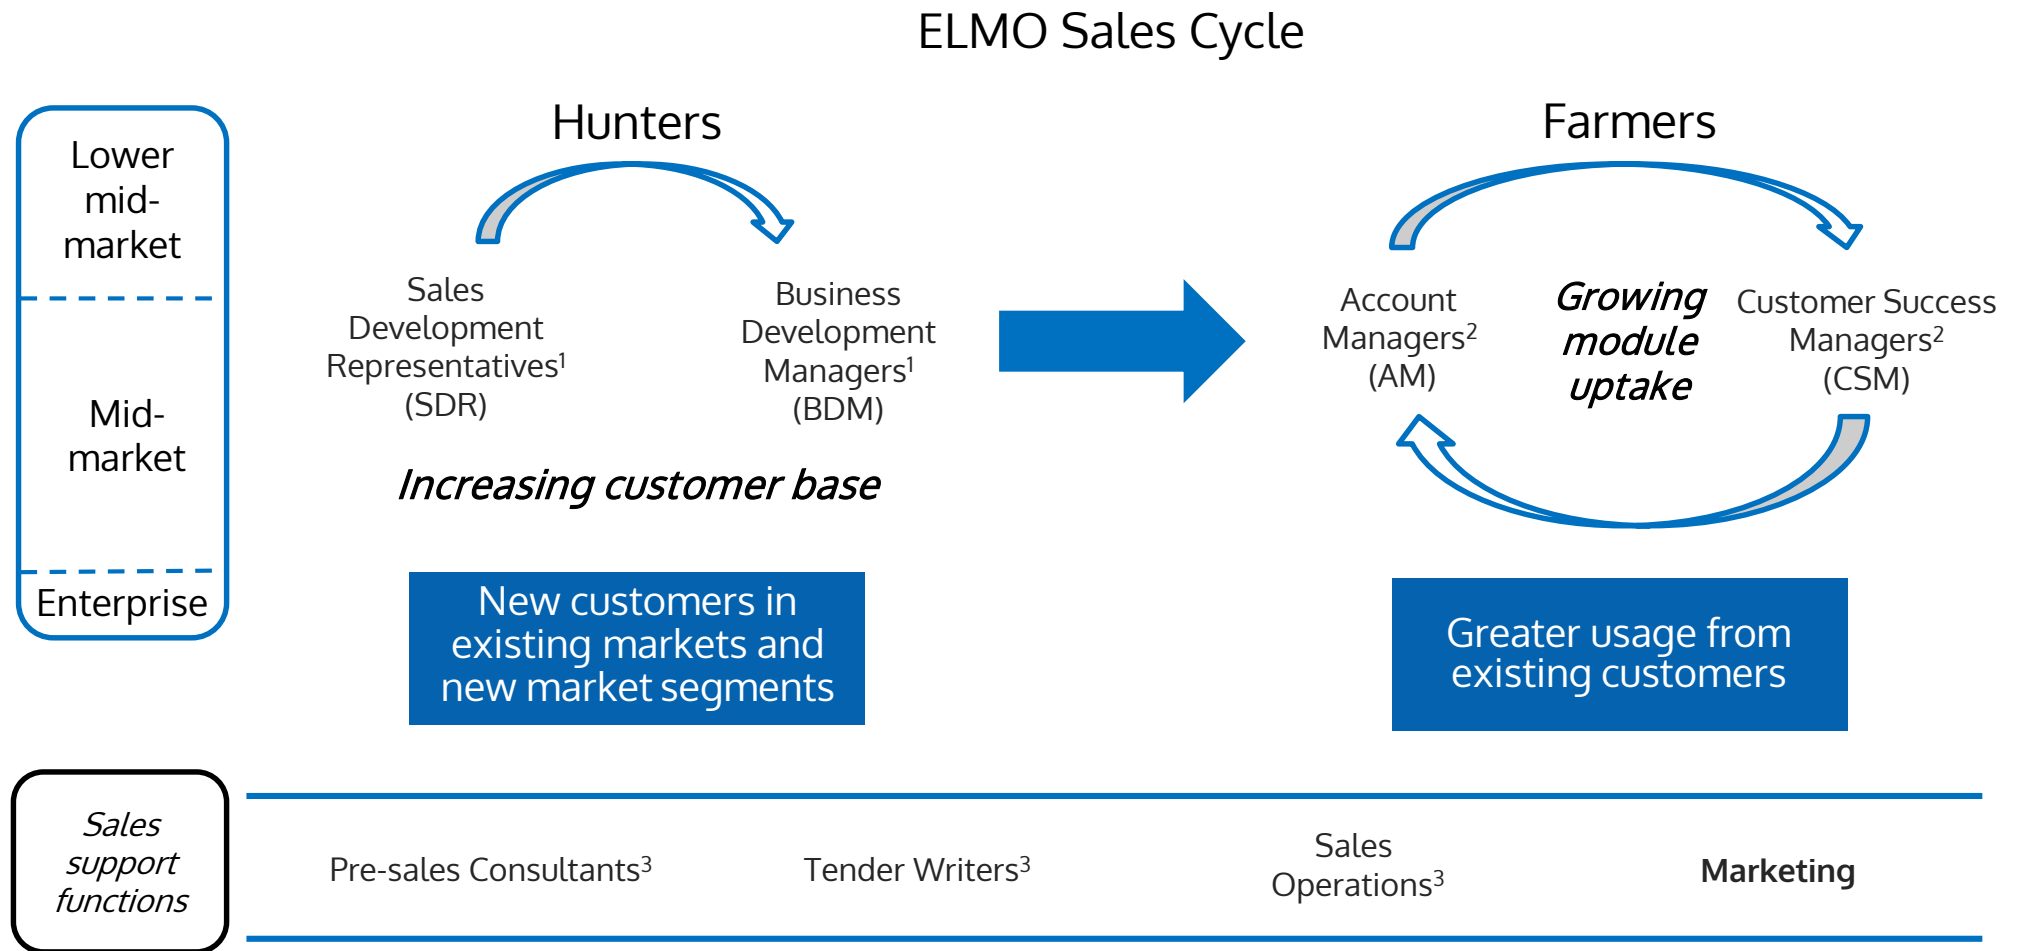 ELMO Sales Cycle
Lower
mid-
market
Mid-
market
Enterprise
Hunters
Sales
Development
Representatives¹
(SDR)
Business
Development
Managers¹
(BDM)
Increasing customer base
New customers in
existing markets and
new market segments
Farmers
Account
Managers²
(AM)
Growing
module
uptake
Customer Success
Managers²
(CSM)
Greater usage from
existing customers
Sales
support
functions
Pre-sales Consultants³
Tender Writers³
Sales
Operations³
Marketing